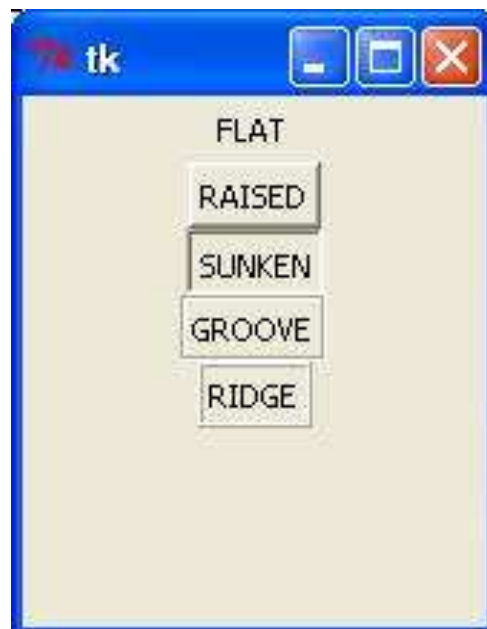 tk
FLAT
RAISED
SUNKEN
GROOVE
RIDGE